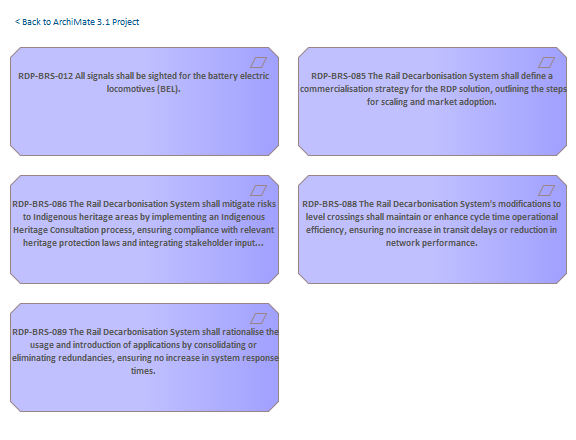 < Back to ArchiMate 3.1 Project
RDP-BRS-012 All signals shall be sighted for the battery electric
locomotives (BEL).
RDP-BRS-085 The Rail Decarbonisation System shall define a
commercialisation strategy for the RDP solution, outlining the steps
for scaling and market adoption.
RDP-BRS-086 The Rail Decarbonisation System shall mitigate risks
to Indigenous heritage areas by implementing an Indigenous
Heritage Consultation process, ensuring compliance with relevant
heritage protection laws and integrating stakeholder input...
RDP-BRS-088 The Rail Decarbonisation System's modifications to
level crossings shall maintain or enhance cycle time operational
efficiency, ensuring no increase in transit delays or reduction in
network performance.
RDP-BRS-089 The Rail Decarbonisation System shall rationalise the
usage and introduction of applications by consolidating or
eliminating redundancies, ensuring no increase in system response
times.